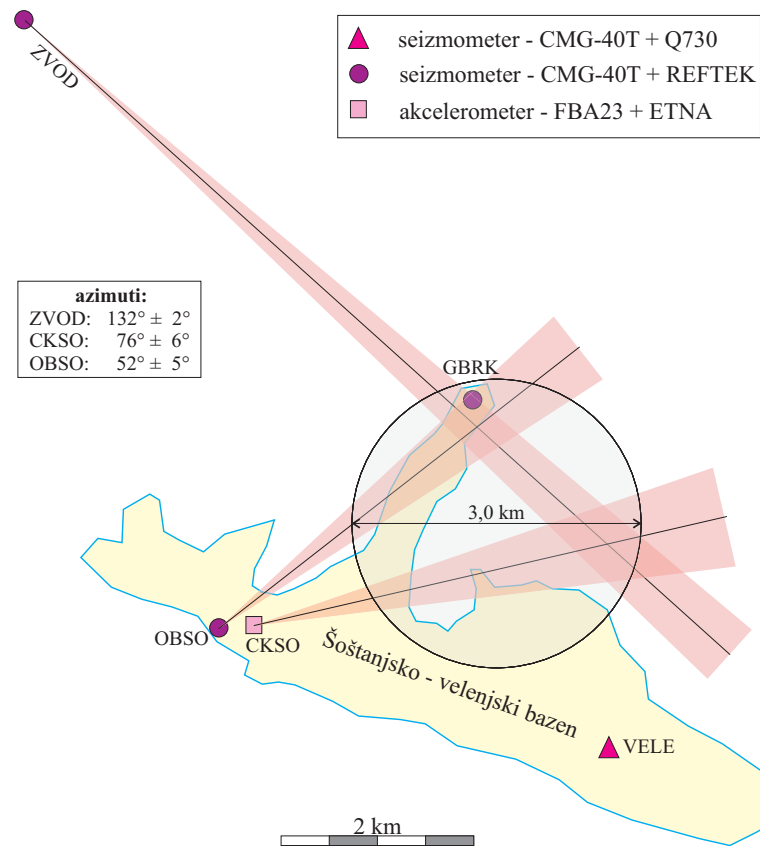 ZVOD
seizmometer - CMG-40T + Q730
seizmometer - CMG-40T + REFTEK
akcelerometer - FBA23 + ETNA
azimuti:
ZVOD: 132° ± 2°
CKSO: 76° ± 6°
OBSO: 52° ± 5°
GBRK
3,0 km
OBSO
CKSO
Šoštanjsko - velenjski bazen
VELE
2 km